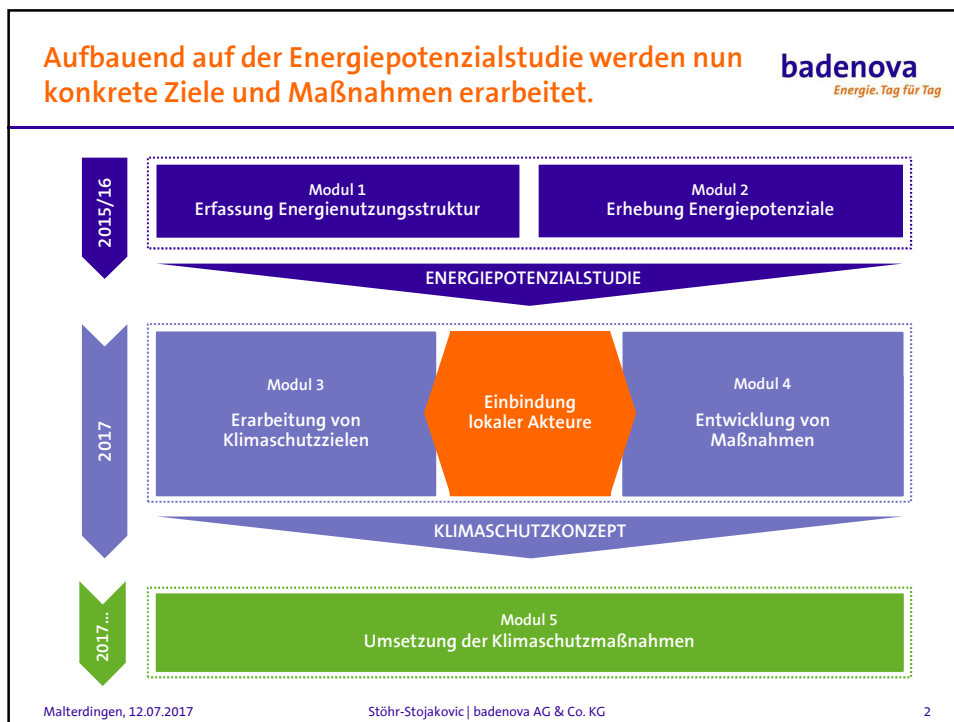 Aufbauend auf der Energiepotenzialstudie werden nun
konkrete Ziele und Maßnahmen erarbeitet.
badenova
Energie. Tag für Tag
2015/16
Modul 1
Erfassung Energienutzungsstruktur
Modul 2
Erhebung Energiepotenziale
ENERGIEPOTENZIALSTUDIE
2017
Modul 3
Erarbeitung von
Klimaschutzzielen
Einbindung
lokaler Akteure
Modul 4
Entwicklung von
Maßnahmen
KLIMASCHUTZKONZEPT
2017...
Modul 5
Umsetzung der Klimaschutzmaßnahmen
Malterdingen, 12.07.2017
Stöhr-Stojakovic | badenova AG & Co. KG
2